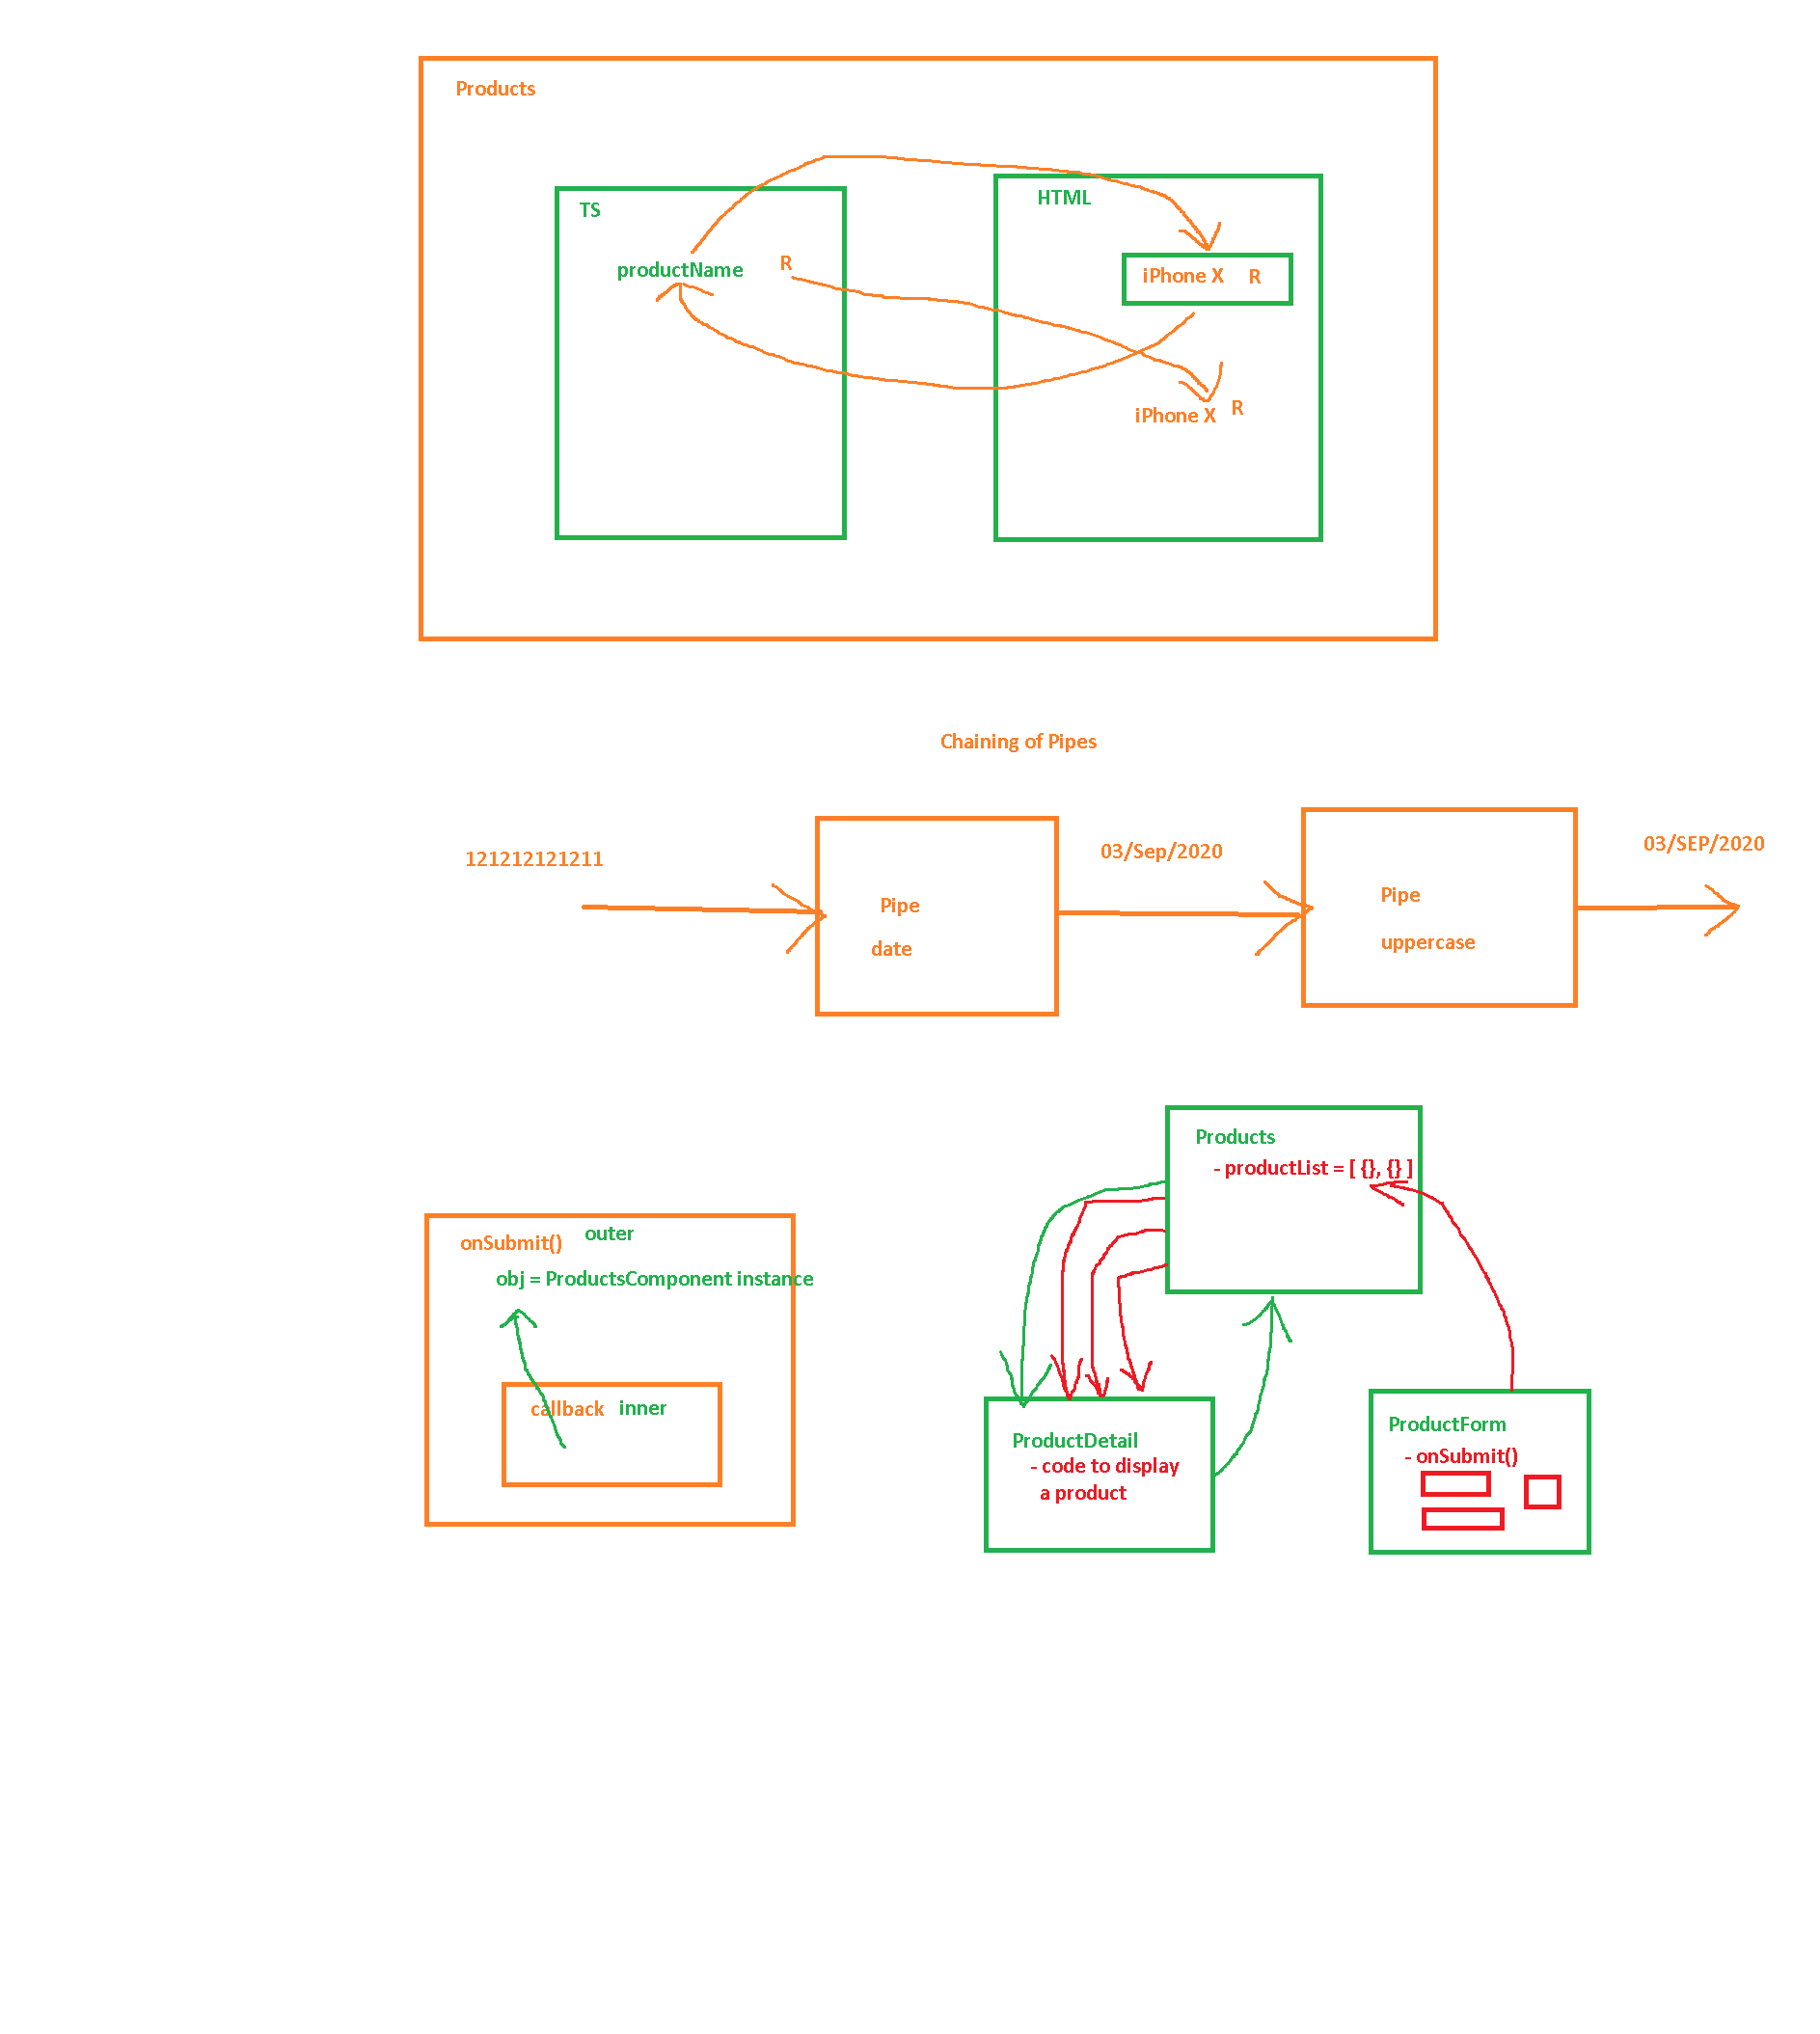 Products
TS
HTML
productName
R
iPhone X
R
iPhone X
R
Chaining of Pipes
121212121211
Pipe
date
03/Sep/2020
Pipe
uppercase
03/SEP/2020
onSubmit()
outer
obj = ProductsComponent instance
callback
inner
Products
- productList = [ {}, {} ]
ProductDetail
- code to display
a product
ProductForm
- onSubmit()